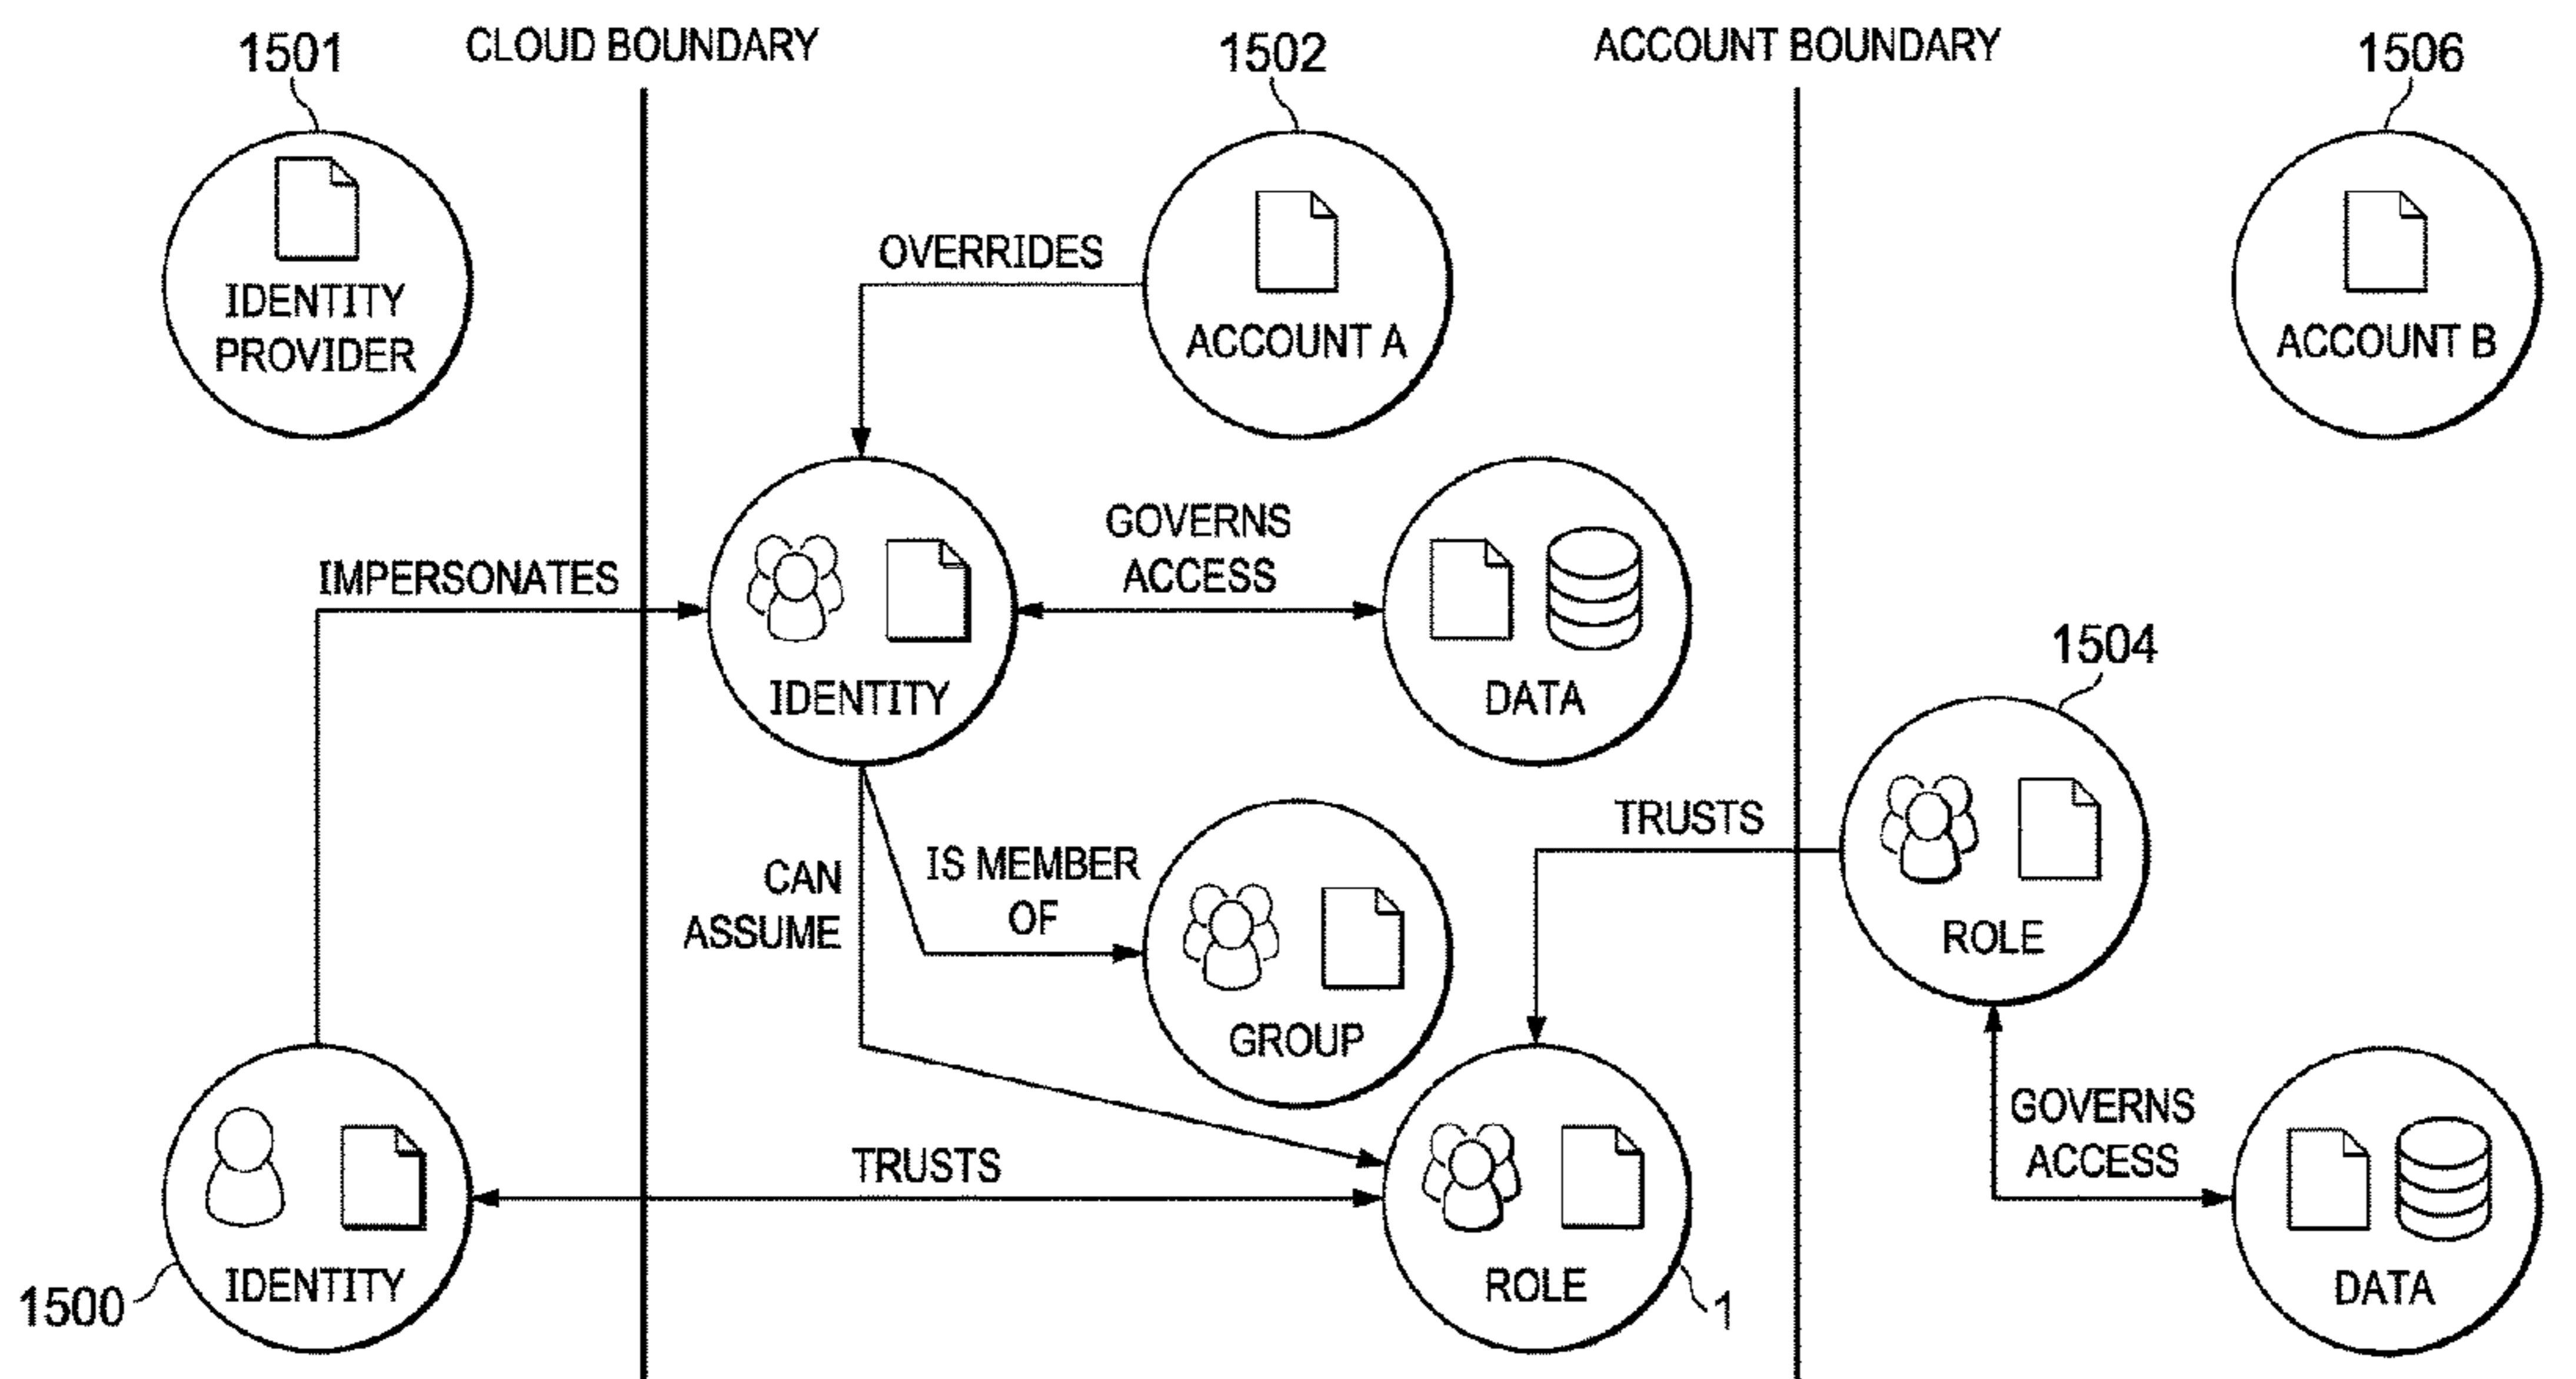 1501
CLOUD BOUNDARY
1502
ACCOUNT BOUNDARY
1506
IDENTITY
PROVIDER
OVERRIDES
ACCOUNT A
ACCOUNT B
IMPERSONATES
IDENTITY
GOVERNS
ACCESS
DATA
1504
ROLE
TRUSTS
CAN
ASSUME
IS MEMBER
OF
GROUP
GOVERNS
ACCESS
TRUSTS
1500
IDENTITY
ROLE
1
DATA